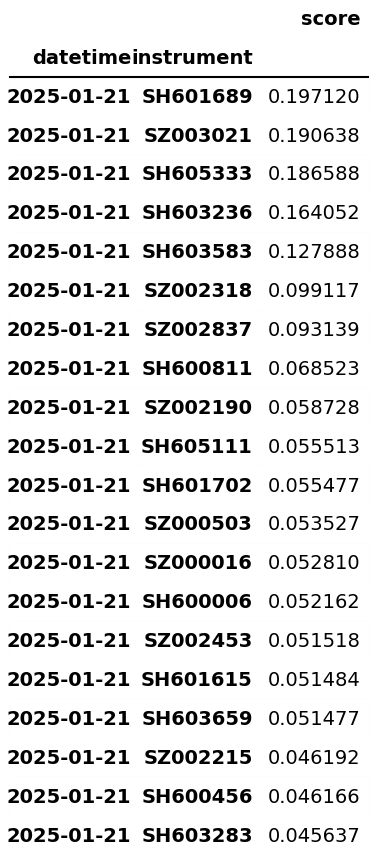 score
datetime instrument
2025-01-21 SH601689 0.197120
2025-01-21 SZ003021 0.190638
2025-01-21 SH605333 0.186588
2025-01-21 SH603236 0.164052
2025-01-21 SH603583 0.127888
2025-01-21 SZ002318 0.099117
2025-01-21 SZ002837 0.093139
2025-01-21 SH600811 0.068523
2025-01-21 SZ002190 0.058728
2025-01-21 SH605111 0.055513
2025-01-21 SH601702 0.055477
2025-01-21 SZ000503 0.053527
2025-01-21 SZ000016 0.052810
2025-01-21 SH600006 0.052162
2025-01-21 SZ002453 0.051518
2025-01-21 SH601615 0.051484
2025-01-21 SH603659 0.051477
2025-01-21 SZ002215 0.046192
2025-01-21 SH600456 0.046166
2025-01-21 SH603283 0.045637